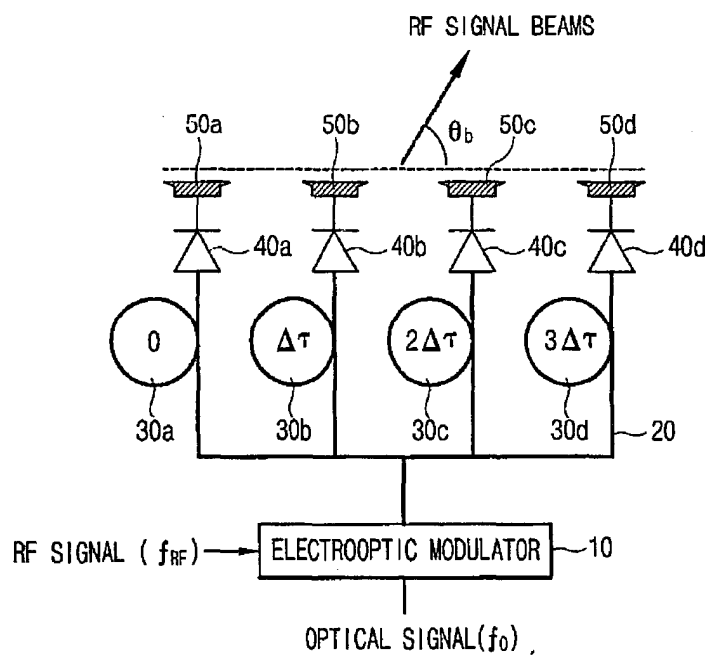 RF SIGNAL BEAMS
50a 50b θb 50c 50d
40a 40b 40c 40d
0 Δτ 2Δτ 3Δτ
30a 30b 30c 30d 20
RF SIGNAL (fRF) ELECTROOPTIC MODULATOR 10
OPTICAL SIGNAL(fO)